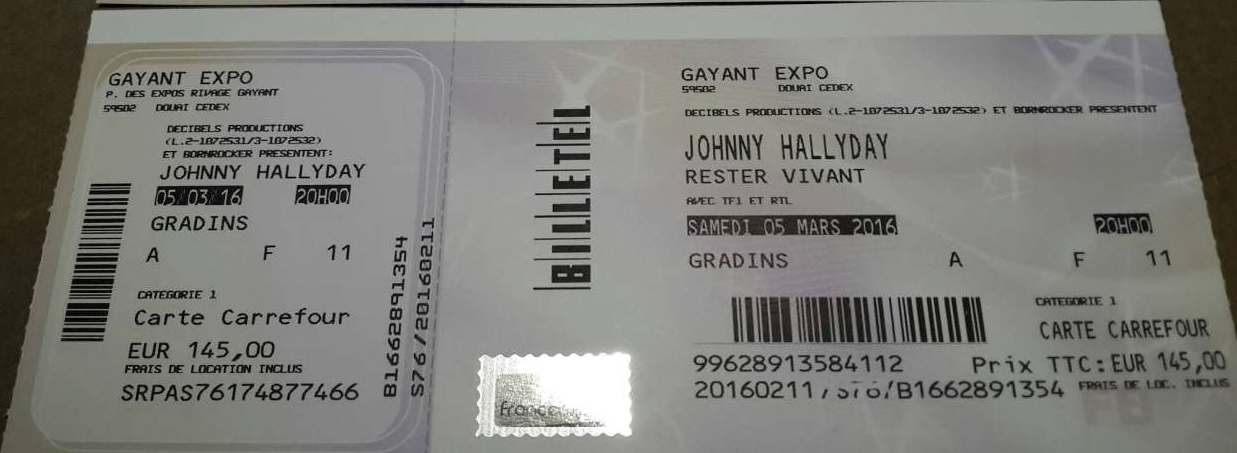 GAYANT EXPO
P. DES EXPOS RIVAGE GAYANT
59502 DOUAI CEDEX
DECIBELS PRODUCTIONS
(L.2-1072531/3-1072532)
ET BORNROCKER PRESENTENT:
JOHNNY HALLYDAY
05/03/16 20H00
GRADINS
A F 11
CATEGORIE 1
Carte Carrefour
EUR 145,00
FRAIS DE LOCATION INCLUS
SRPAS76174877466
B1662891354
S76/20160211
BILLETEL
France
GAYANT EXPO
59502 DOUAI CEDEX
DECIBELS PRODUCTIONS (L.2-1072531/3-1072532) ET BORNROCKER PRESENTENT
JOHNNY HALLYDAY
RESTER VIVANT
AVEC TF1 ET RTL
SAMEDI 05 MARS 2016 20H00
GRADINS A F 11
CATEGORIE 1
CARTE CARREFOUR
99628913584112 Prix TTC:EUR 145,00
20160211/S76/B1662891354 FRAIS DE LOC. INCLUS